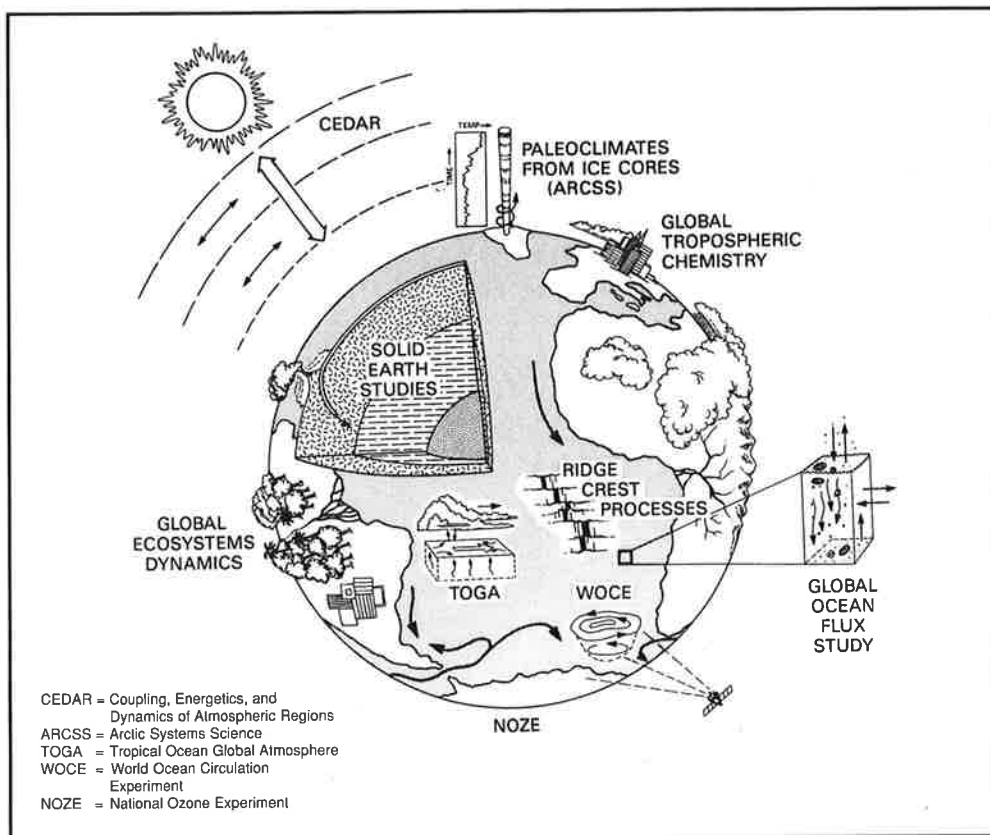 CEDAR
TEMP
TIME
PALEOCLIMATES
FROM ICE CORES
(ARCSS)
GLOBAL
TROPOSPHERIC
CHEMISTRY
SOLID
EARTH
STUDIES
RIDGE
CREST
PROCESSES
GLOBAL
ECOSYSTEMS
DYNAMICS
TOGA
WOCE
GLOBAL
OCEAN
FLUX
STUDY
NOZE
CEDAR = Coupling, Energetics, and
Dynamics of Atmospheric Regions
ARCSS = Arctic Systems Science
TOGA = Tropical Ocean Global Atmosphere
WOCE = World Ocean Circulation
Experiment
NOZE = National Ozone Experiment